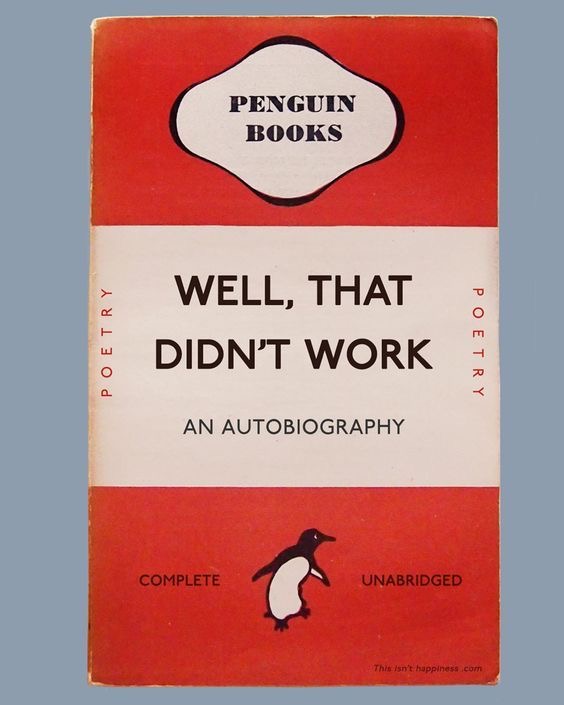 PENGUIN
BOOKS
WELL, THAT
DIDN'T WORK
POETRY
POETRY
AN AUTOBIOGRAPHY
COMPLETE
UNABRIDGED
This isn't happiness .com